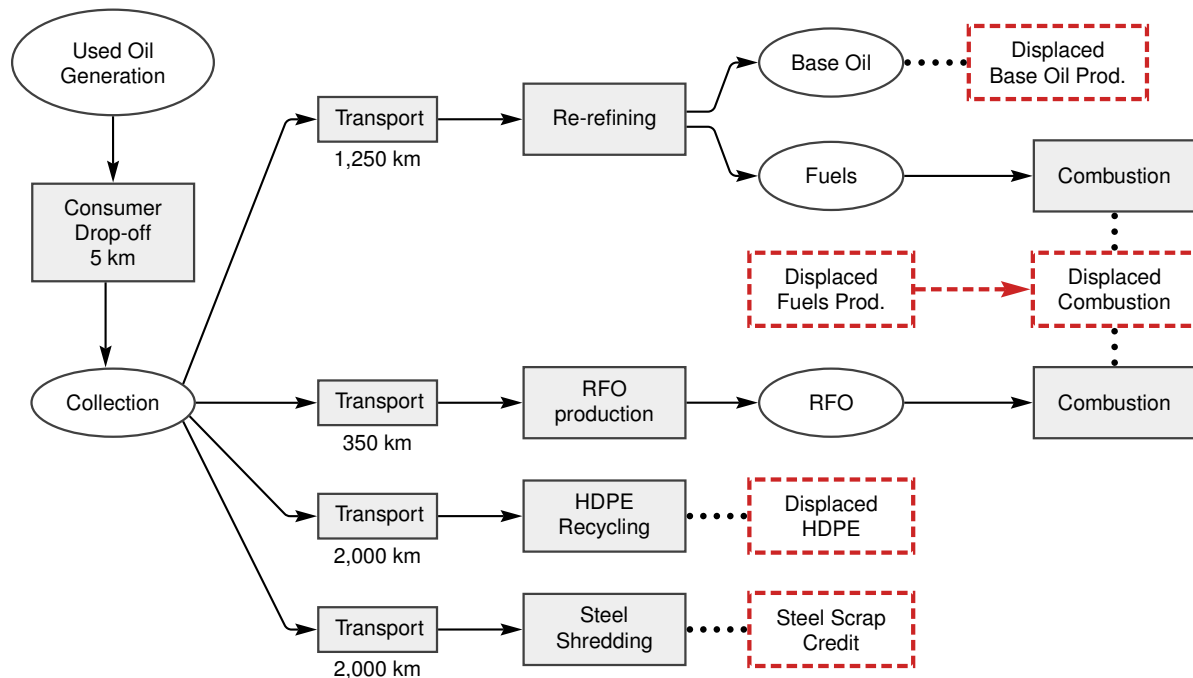 Used Oil
Generation
Consumer
Drop-off
5 km
Collection
Transport
1,250 km
Re-refining
Base Oil
Displaced
Base Oil Prod.
Fuels
Combustion
Displaced
Fuels Prod.
Displaced
Combustion
Transport
350 km
RFO
production
RFO
Combustion
Transport
2,000 km
HDPE
Recycling
Displaced
HDPE
Transport
2,000 km
Steel
Shredding
Steel Scrap
Credit